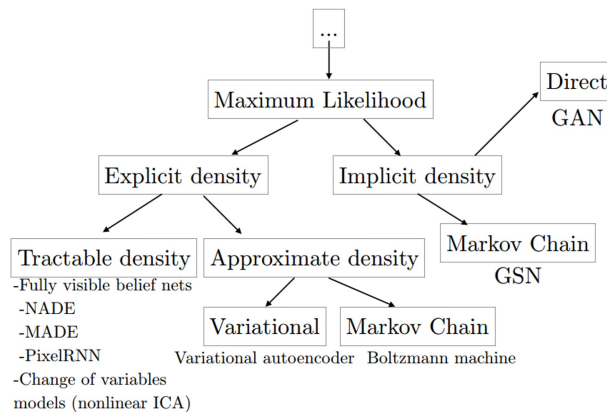 ...
Maximum Likelihood
Direct
GAN
Explicit density
Implicit density
Tractable density
-Fully visible belief nets
-NADE
-MADE
-PixelRNN
-Change of variables
models (nonlinear ICA)
Approximate density
Variational
Variational autoencoder
Markov Chain
Boltzmann machine
Markov Chain
GSN